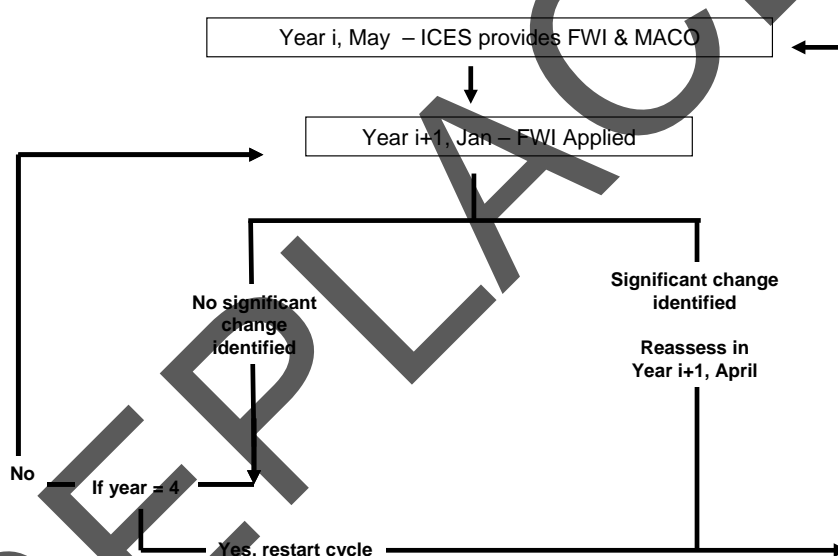 Year i, May – ICES provides FWI & MACO
Year i+1, Jan – FWI Applied
No significant
change
identified
Significant change
identified
Reassess in
Year i+1, April
No
If year = 4
Yes, restart cycle
EPLAC